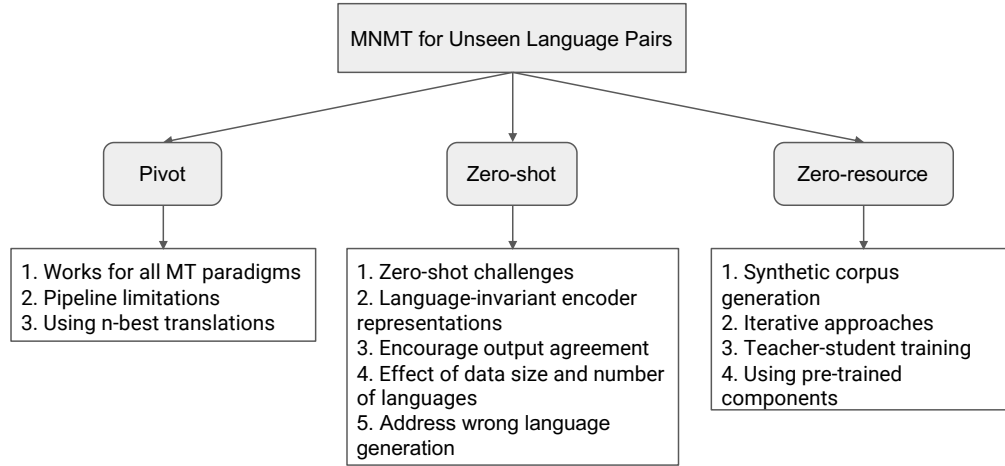 MNMT for Unseen Language Pairs
Pivot
Zero-shot
Zero-resource
1. Works for all MT paradigms
2. Pipeline limitations
3. Using n-best translations
1. Zero-shot challenges
2. Language-invariant encoder
representations
3. Encourage output agreement
4. Effect of data size and number
of languages
5. Address wrong language
generation
1. Synthetic corpus
generation
2. Iterative approaches
3. Teacher-student training
4. Using pre-trained
components